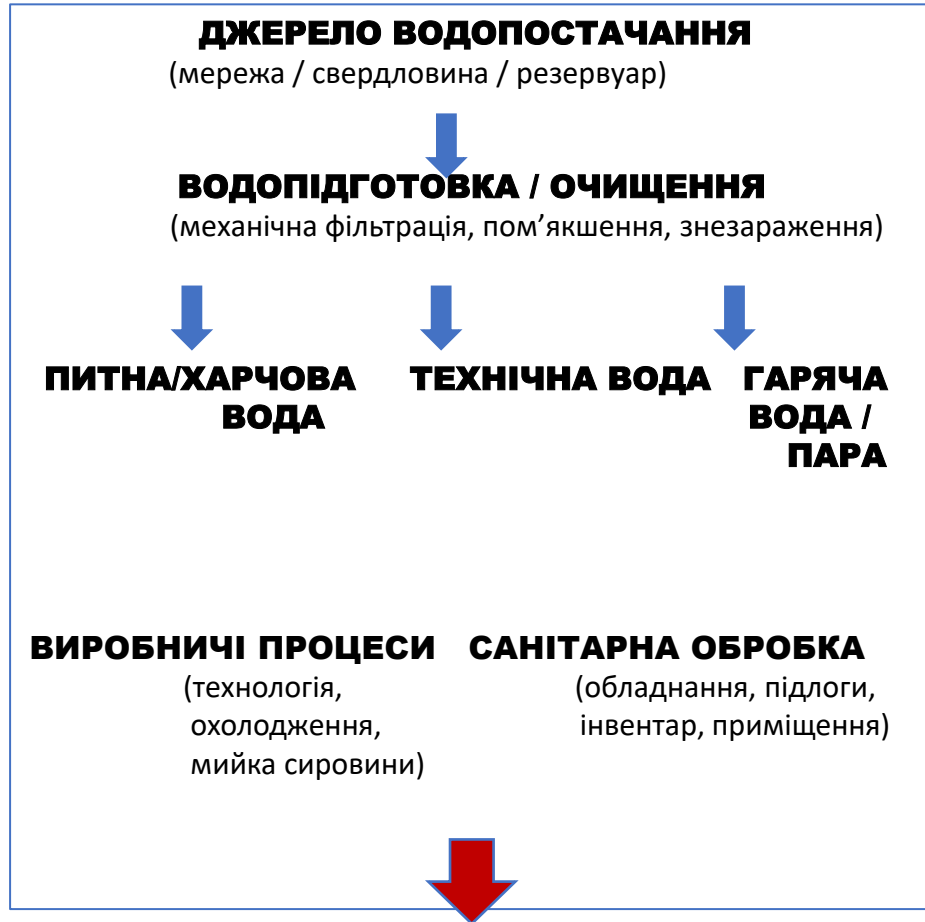 ДЖЕРЕЛО ВОДОПОСТАЧАННЯ
(мережа / свердловина / резервуар)
ВОДОПІДГОТОВКА / ОЧИЩЕННЯ
(механічна фільтрація, пом’якшення, знезараження)
ПИТНА/ХАРЧОВА
ВОДА
ТЕХНІЧНА ВОДА
ГАРЯЧА
ВОДА /
ПАРА
ВИРОБНИЧІ ПРОЦЕСИ
(технологія,
охолодження,
мийка сировини)
САНІТАРНА ОБРОБКА
(обладнання, підлоги,
інвентар, приміщення)